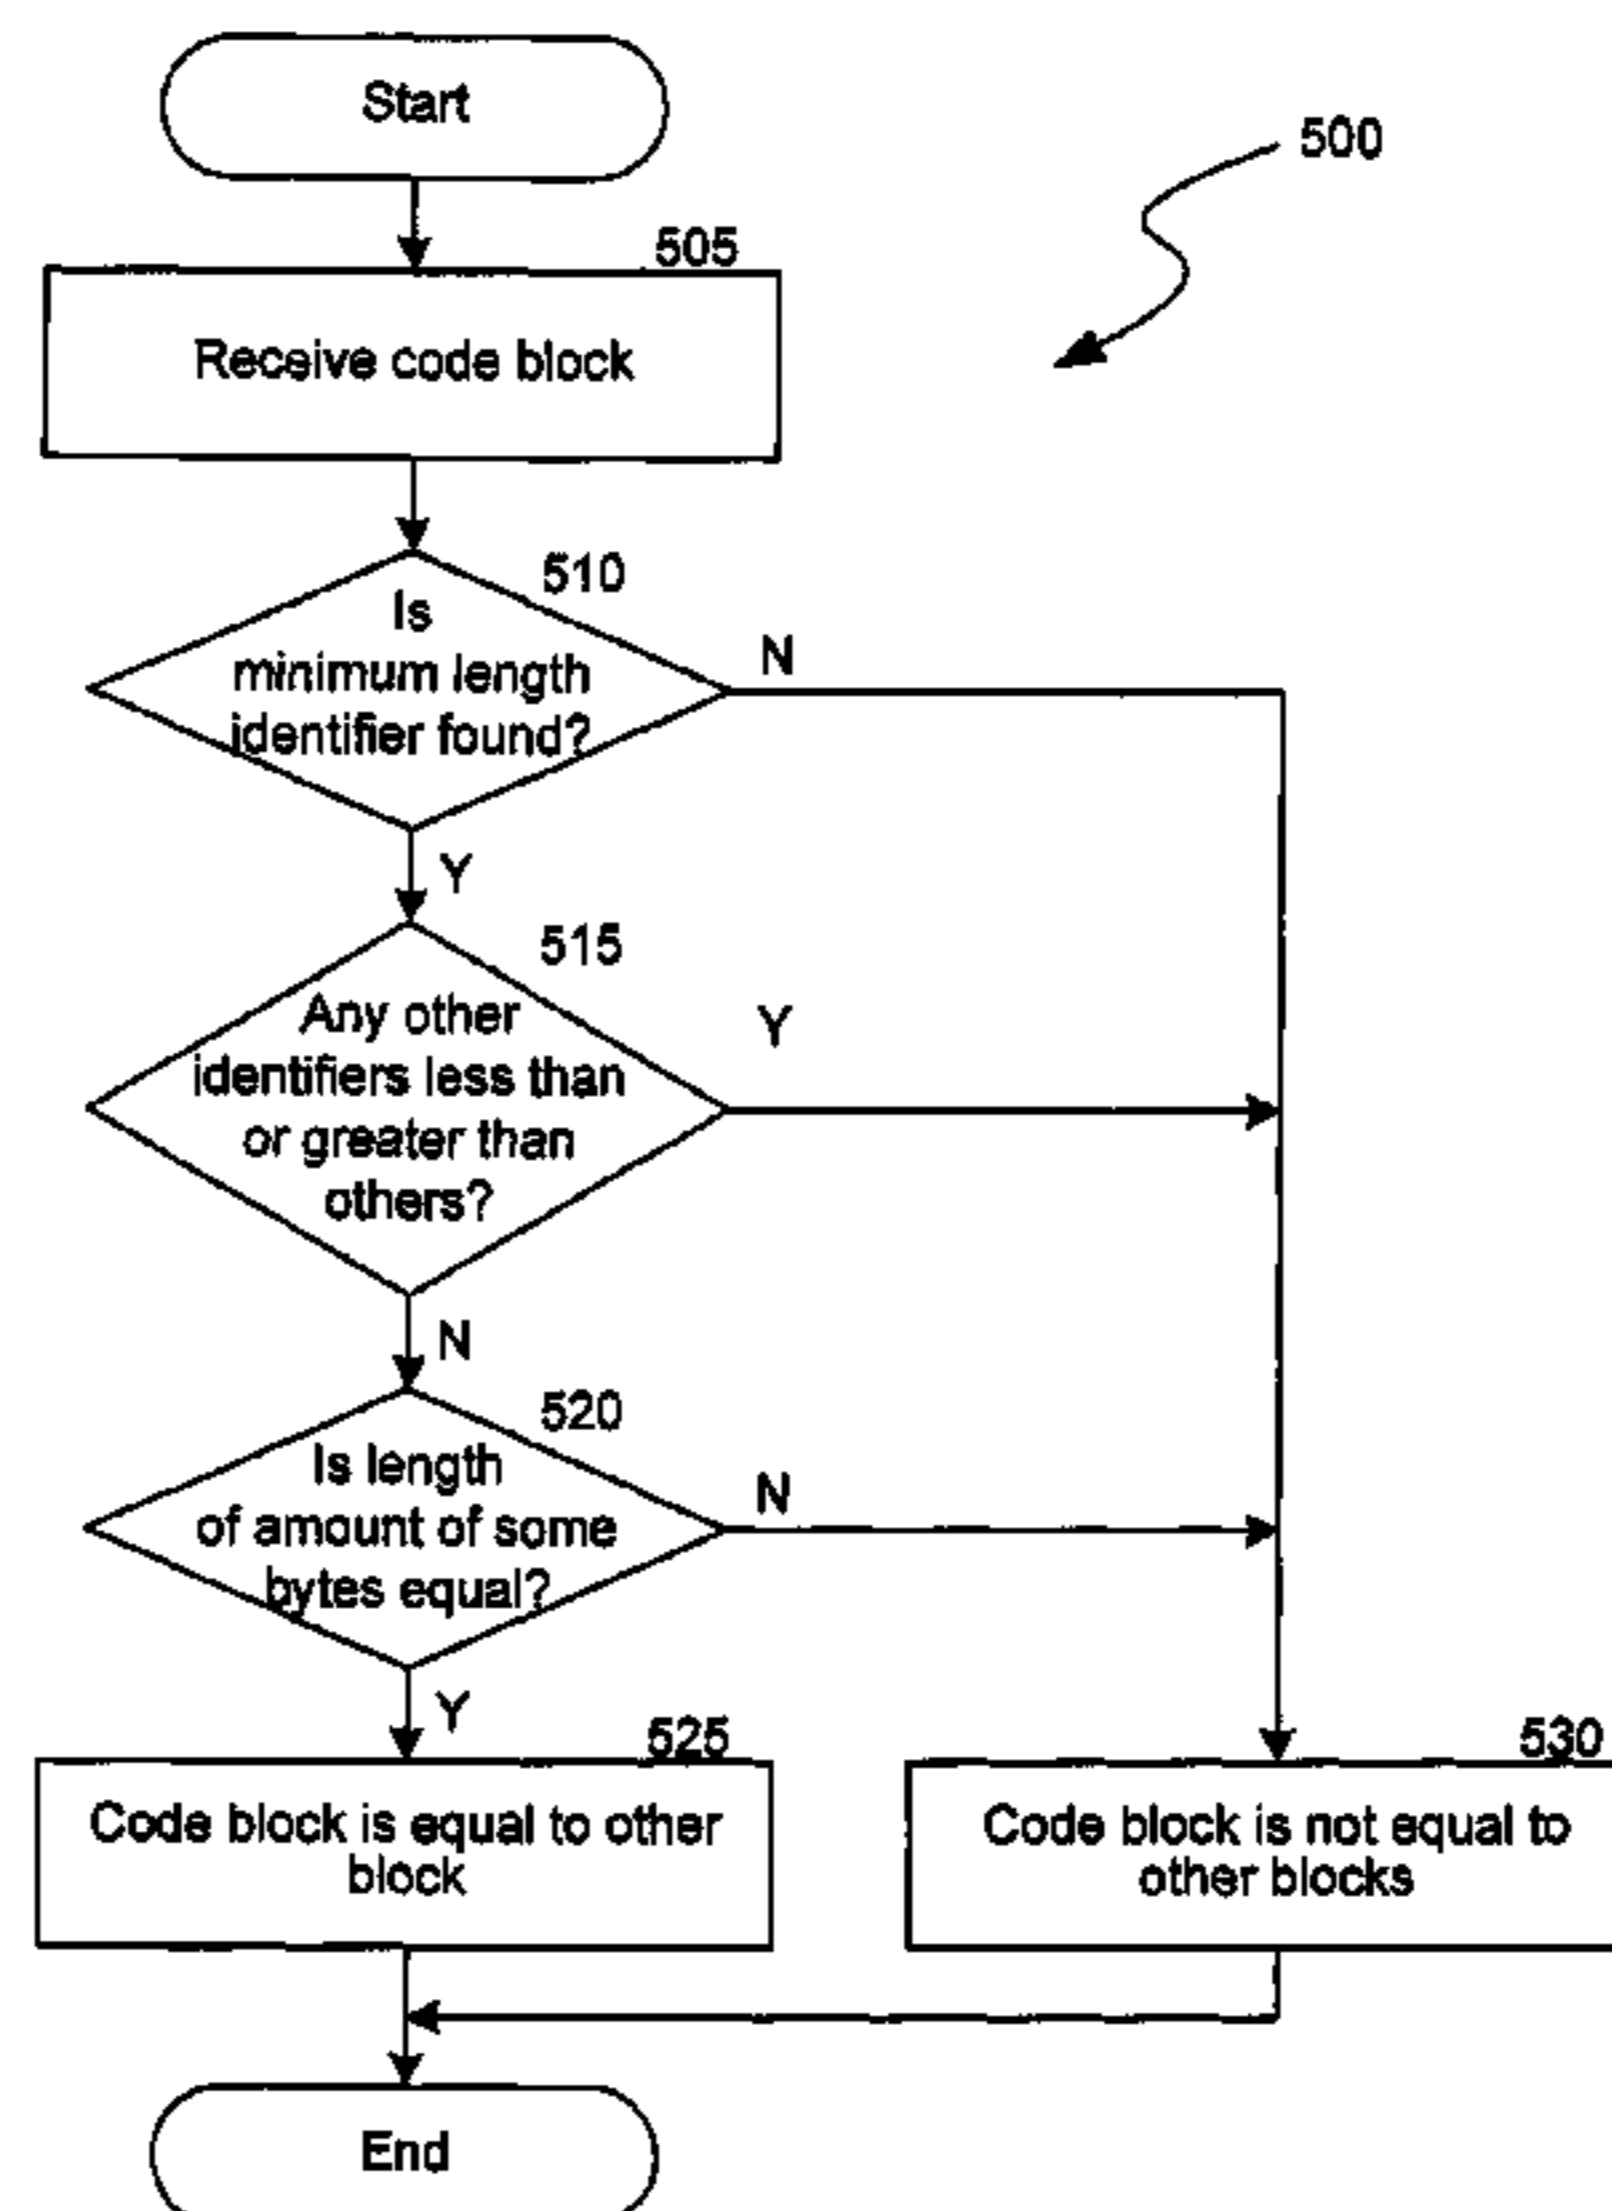 Start
500
505
Receive code block
510
Is
minimum length
identifier found?
N
Y
515
Any other
identifiers less than
or greater than
others?
Y
N
520
Is length
of amount of some
bytes equal?
N
Y
525
Code block is equal to other
block
530
Code block is not equal to
other blocks
End